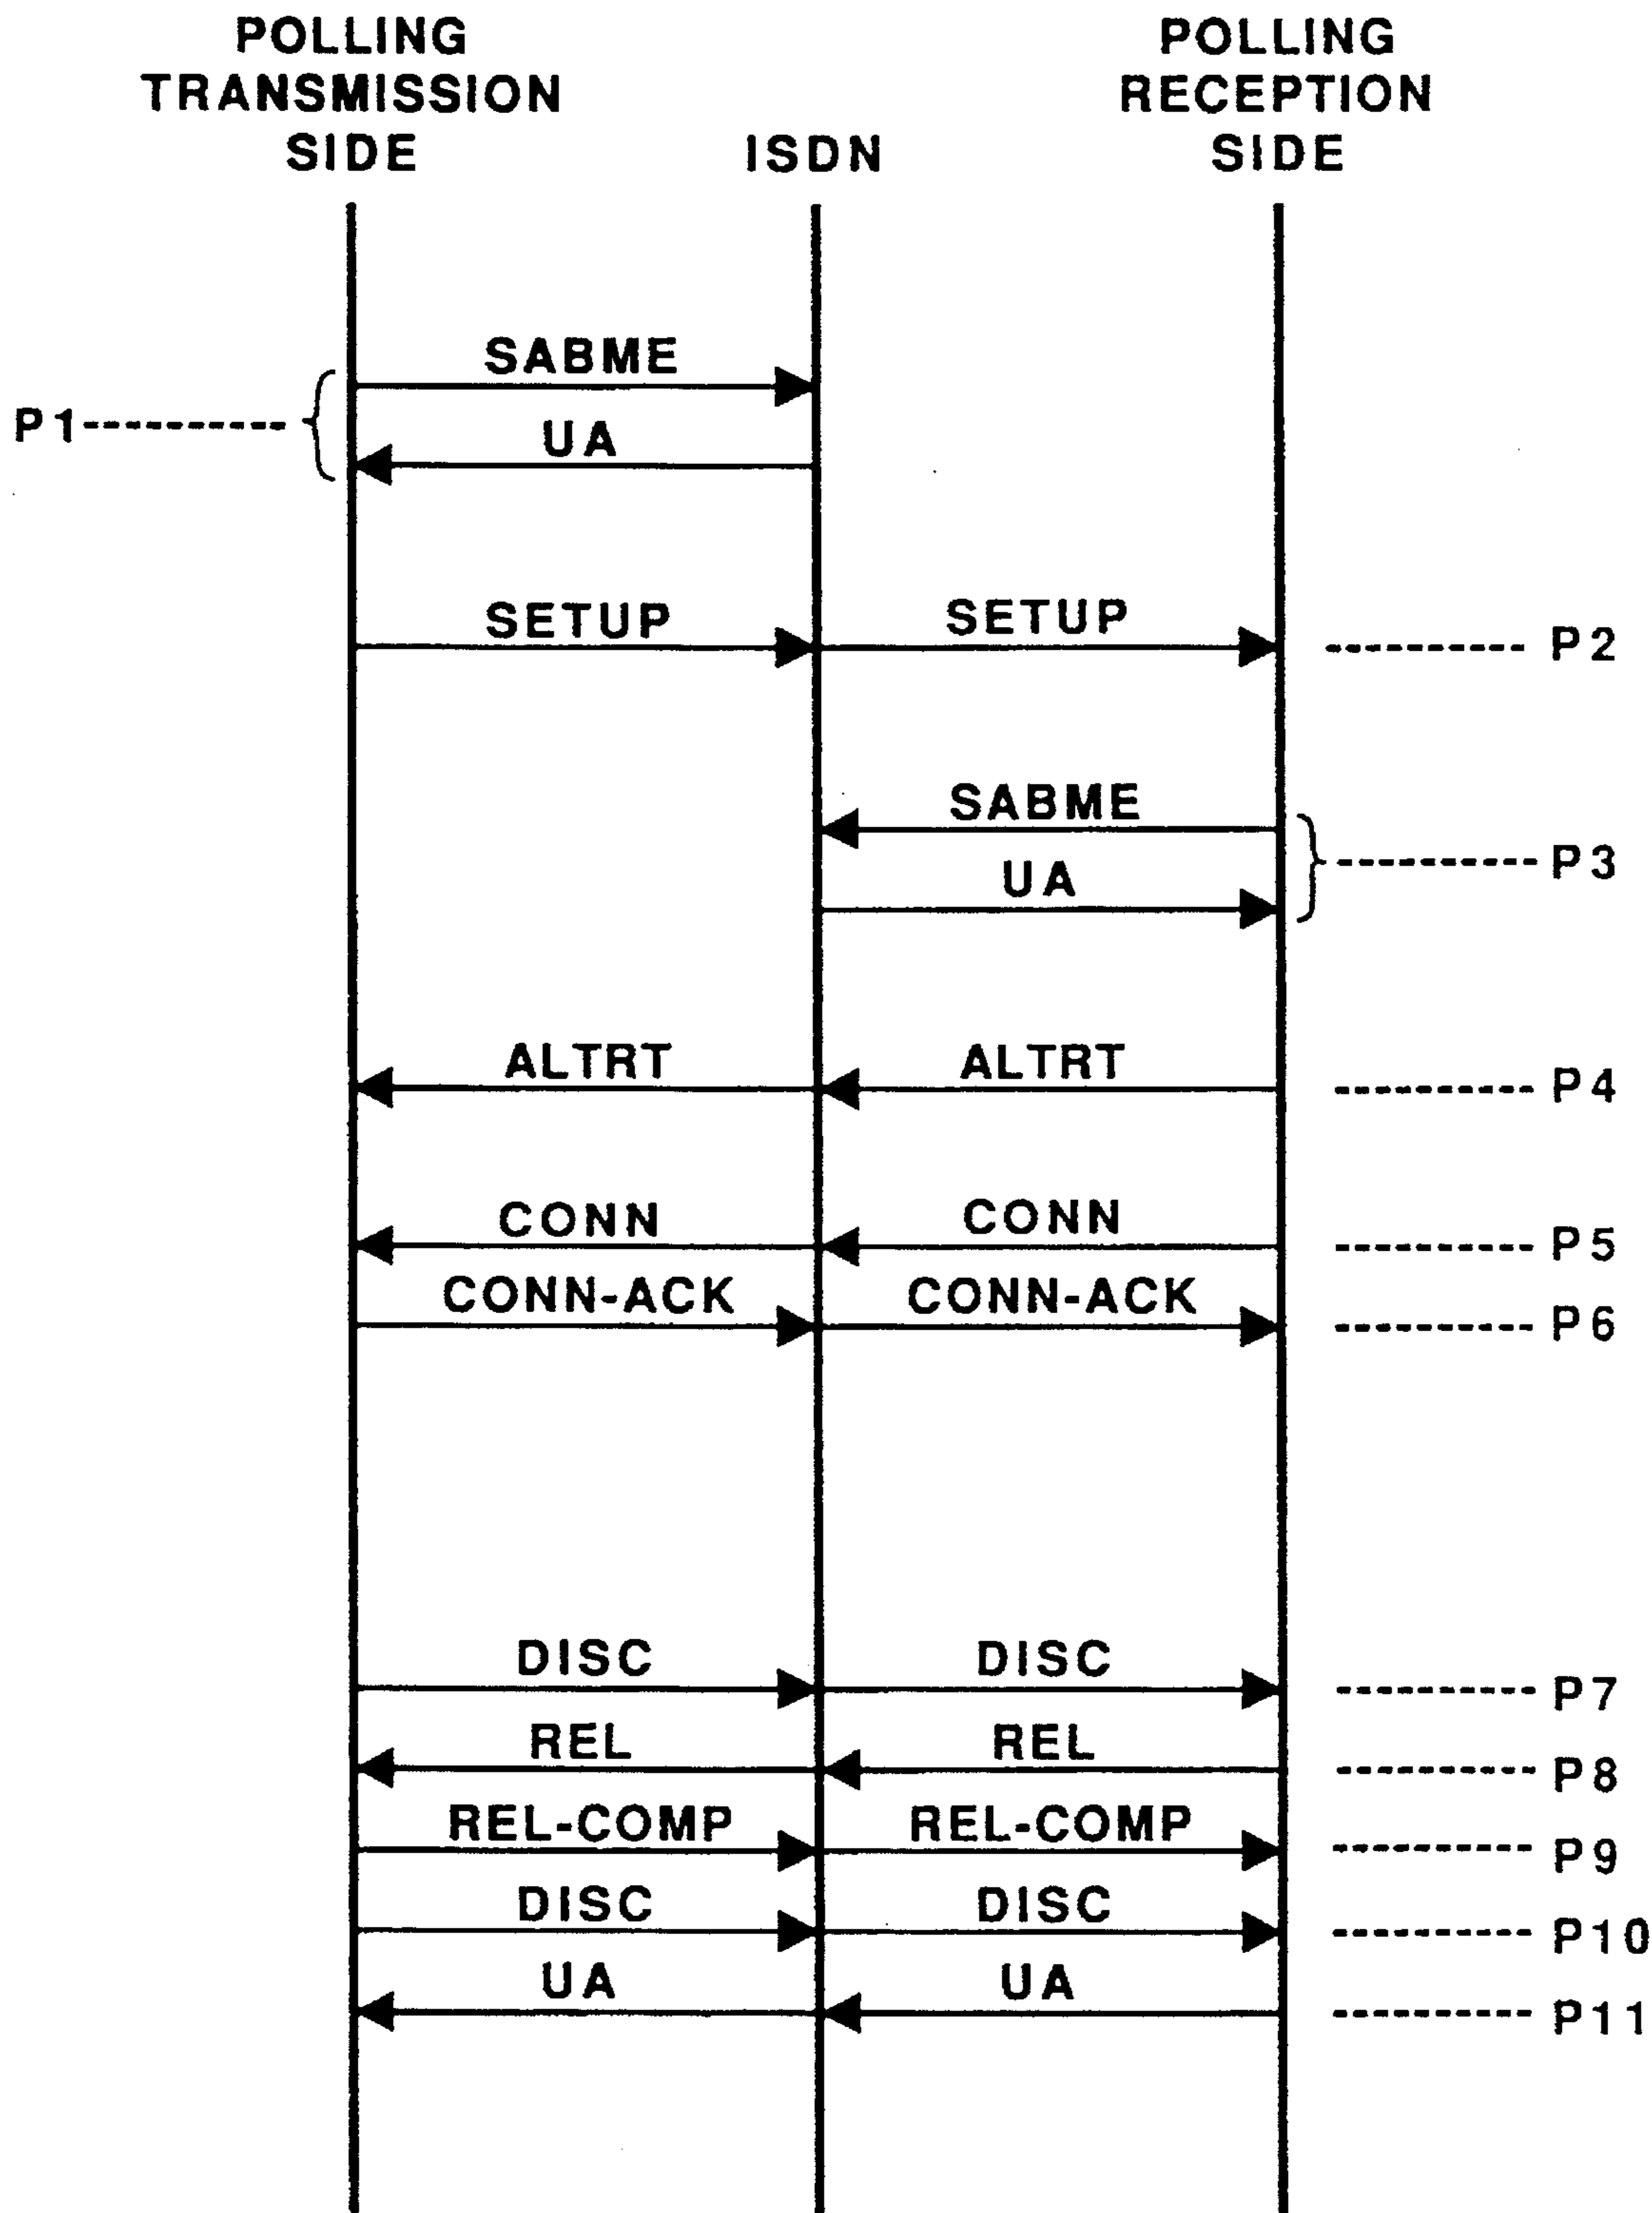 POLLING
TRANSMISSION
SIDE
ISDN
POLLING
RECEPTION
SIDE
SABME
P1
UA
SETUP
SETUP
P2
SABME
UA
P3
ALTRT
ALTRT
P4
CONN
CONN
P5
CONN-ACK
CONN-ACK
P6
DISC
DISC
P7
REL
REL
P8
REL-COMP
REL-COMP
P9
DISC
DISC
P10
UA
UA
P11